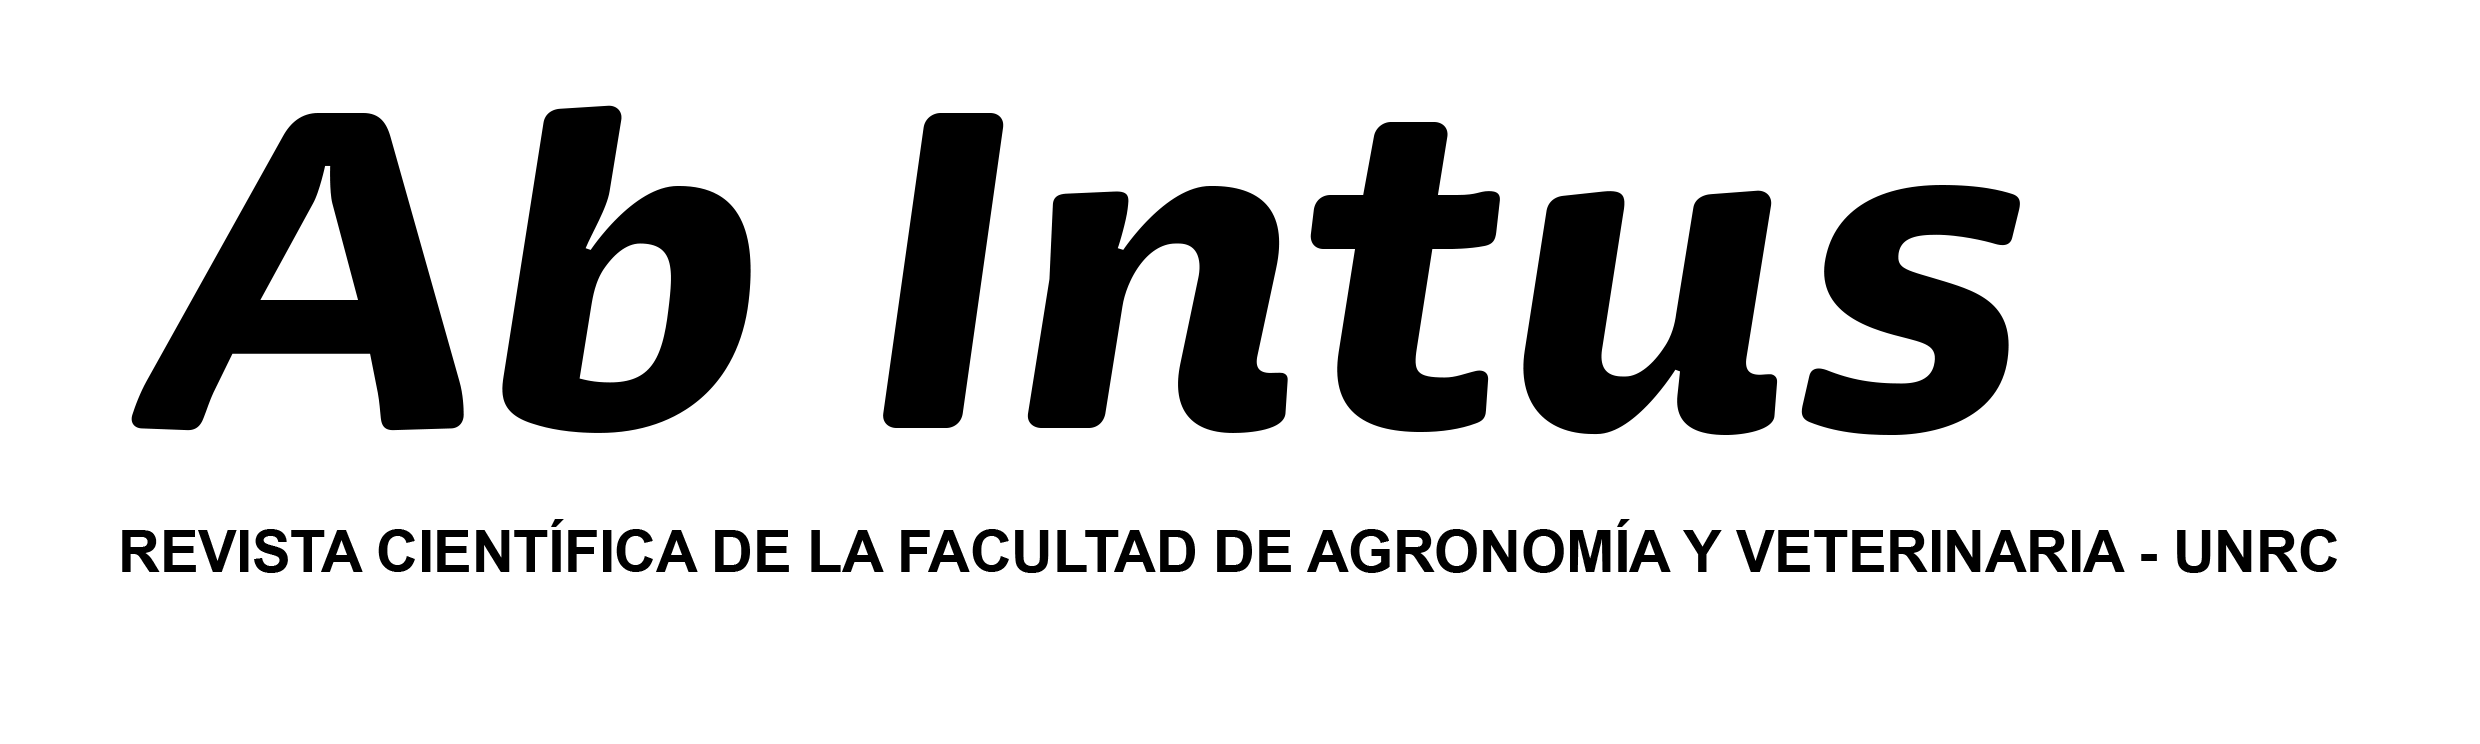 Ab Intus
REVISTA CIENTÍFICA DE LA FACULTAD DE AGRONOMÍA Y VETERINARIA - UNRC